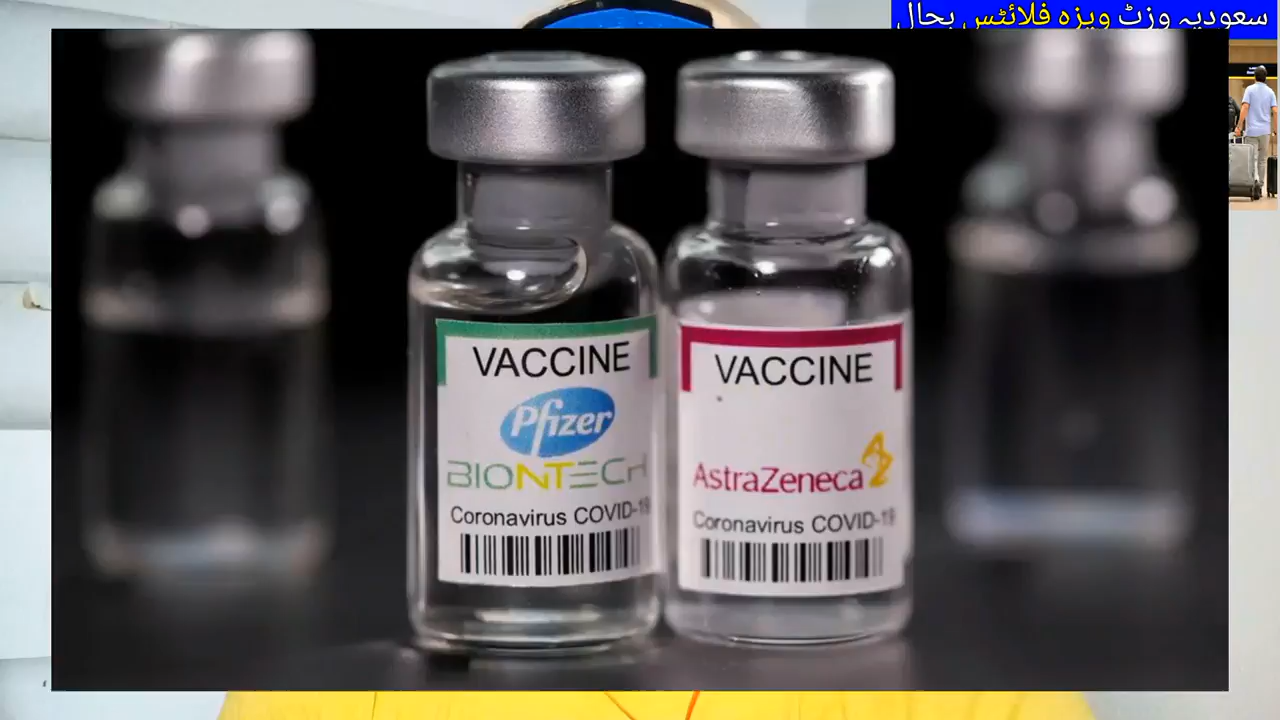 سعودیہ وزٹ ویزہ فلائٹس بحال
VACCINE
Pfizer
BIONTECH
Coronavirus COVID-19
VACCINE
AstraZeneca
Coronavirus COVID-19